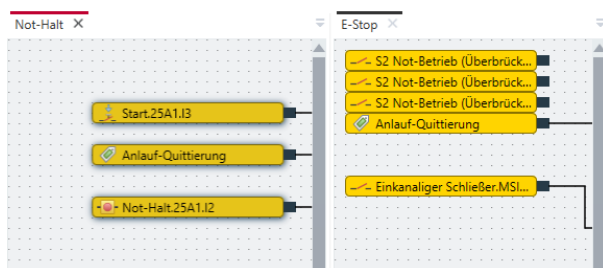 Not-Halt
Start.25A1.I3
Anlauf-Quittierung
Not-Halt.25A1.I2
E-Stop
S2 Not-Betrieb (Überbrück...
S2 Not-Betrieb (Überbrück...
S2 Not-Betrieb (Überbrück...
Anlauf-Quittierung
Einkanaliger Schließer.MSI...